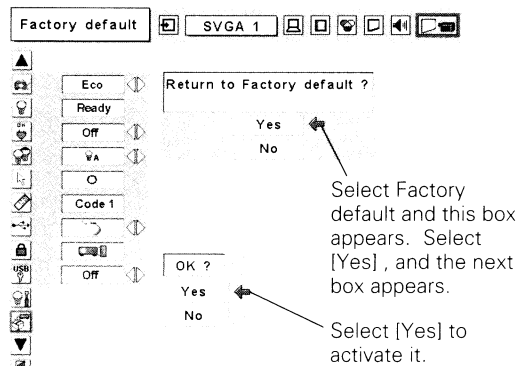 Factory default
SVGA 1
Eco
Return to Factory default ?
Ready
Yes
Off
No
A
Code 1
Select Factory
default and this box
appears. Select
[Yes] , and the next
box appears.
USB
Off
OK ?
Yes
No
Select [Yes] to
activate it.